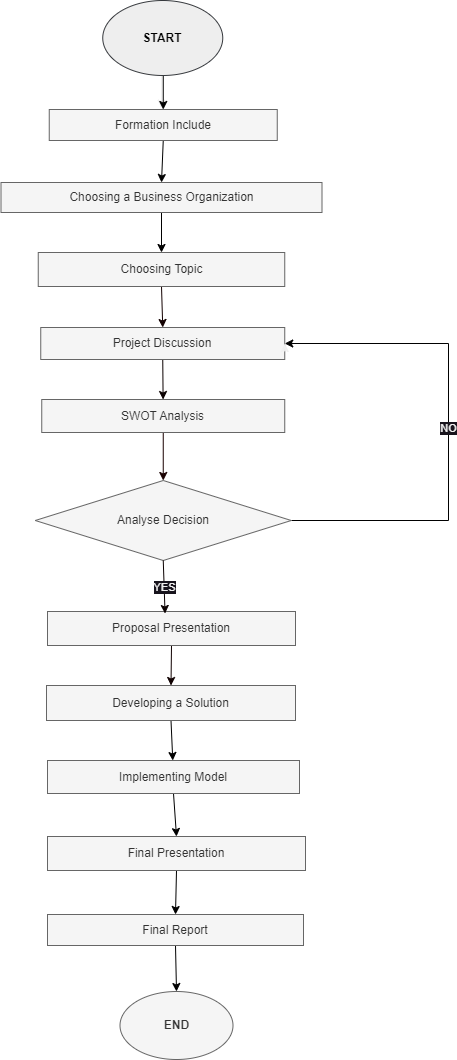 START
Formation Include
Choosing a Business Organization
Choosing Topic
Project Discussion
SWOT Analysis
NO
Analyse Decision
YES
Proposal Presentation
Developing a Solution
Implementing Model
Final Presentation
Final Report
END